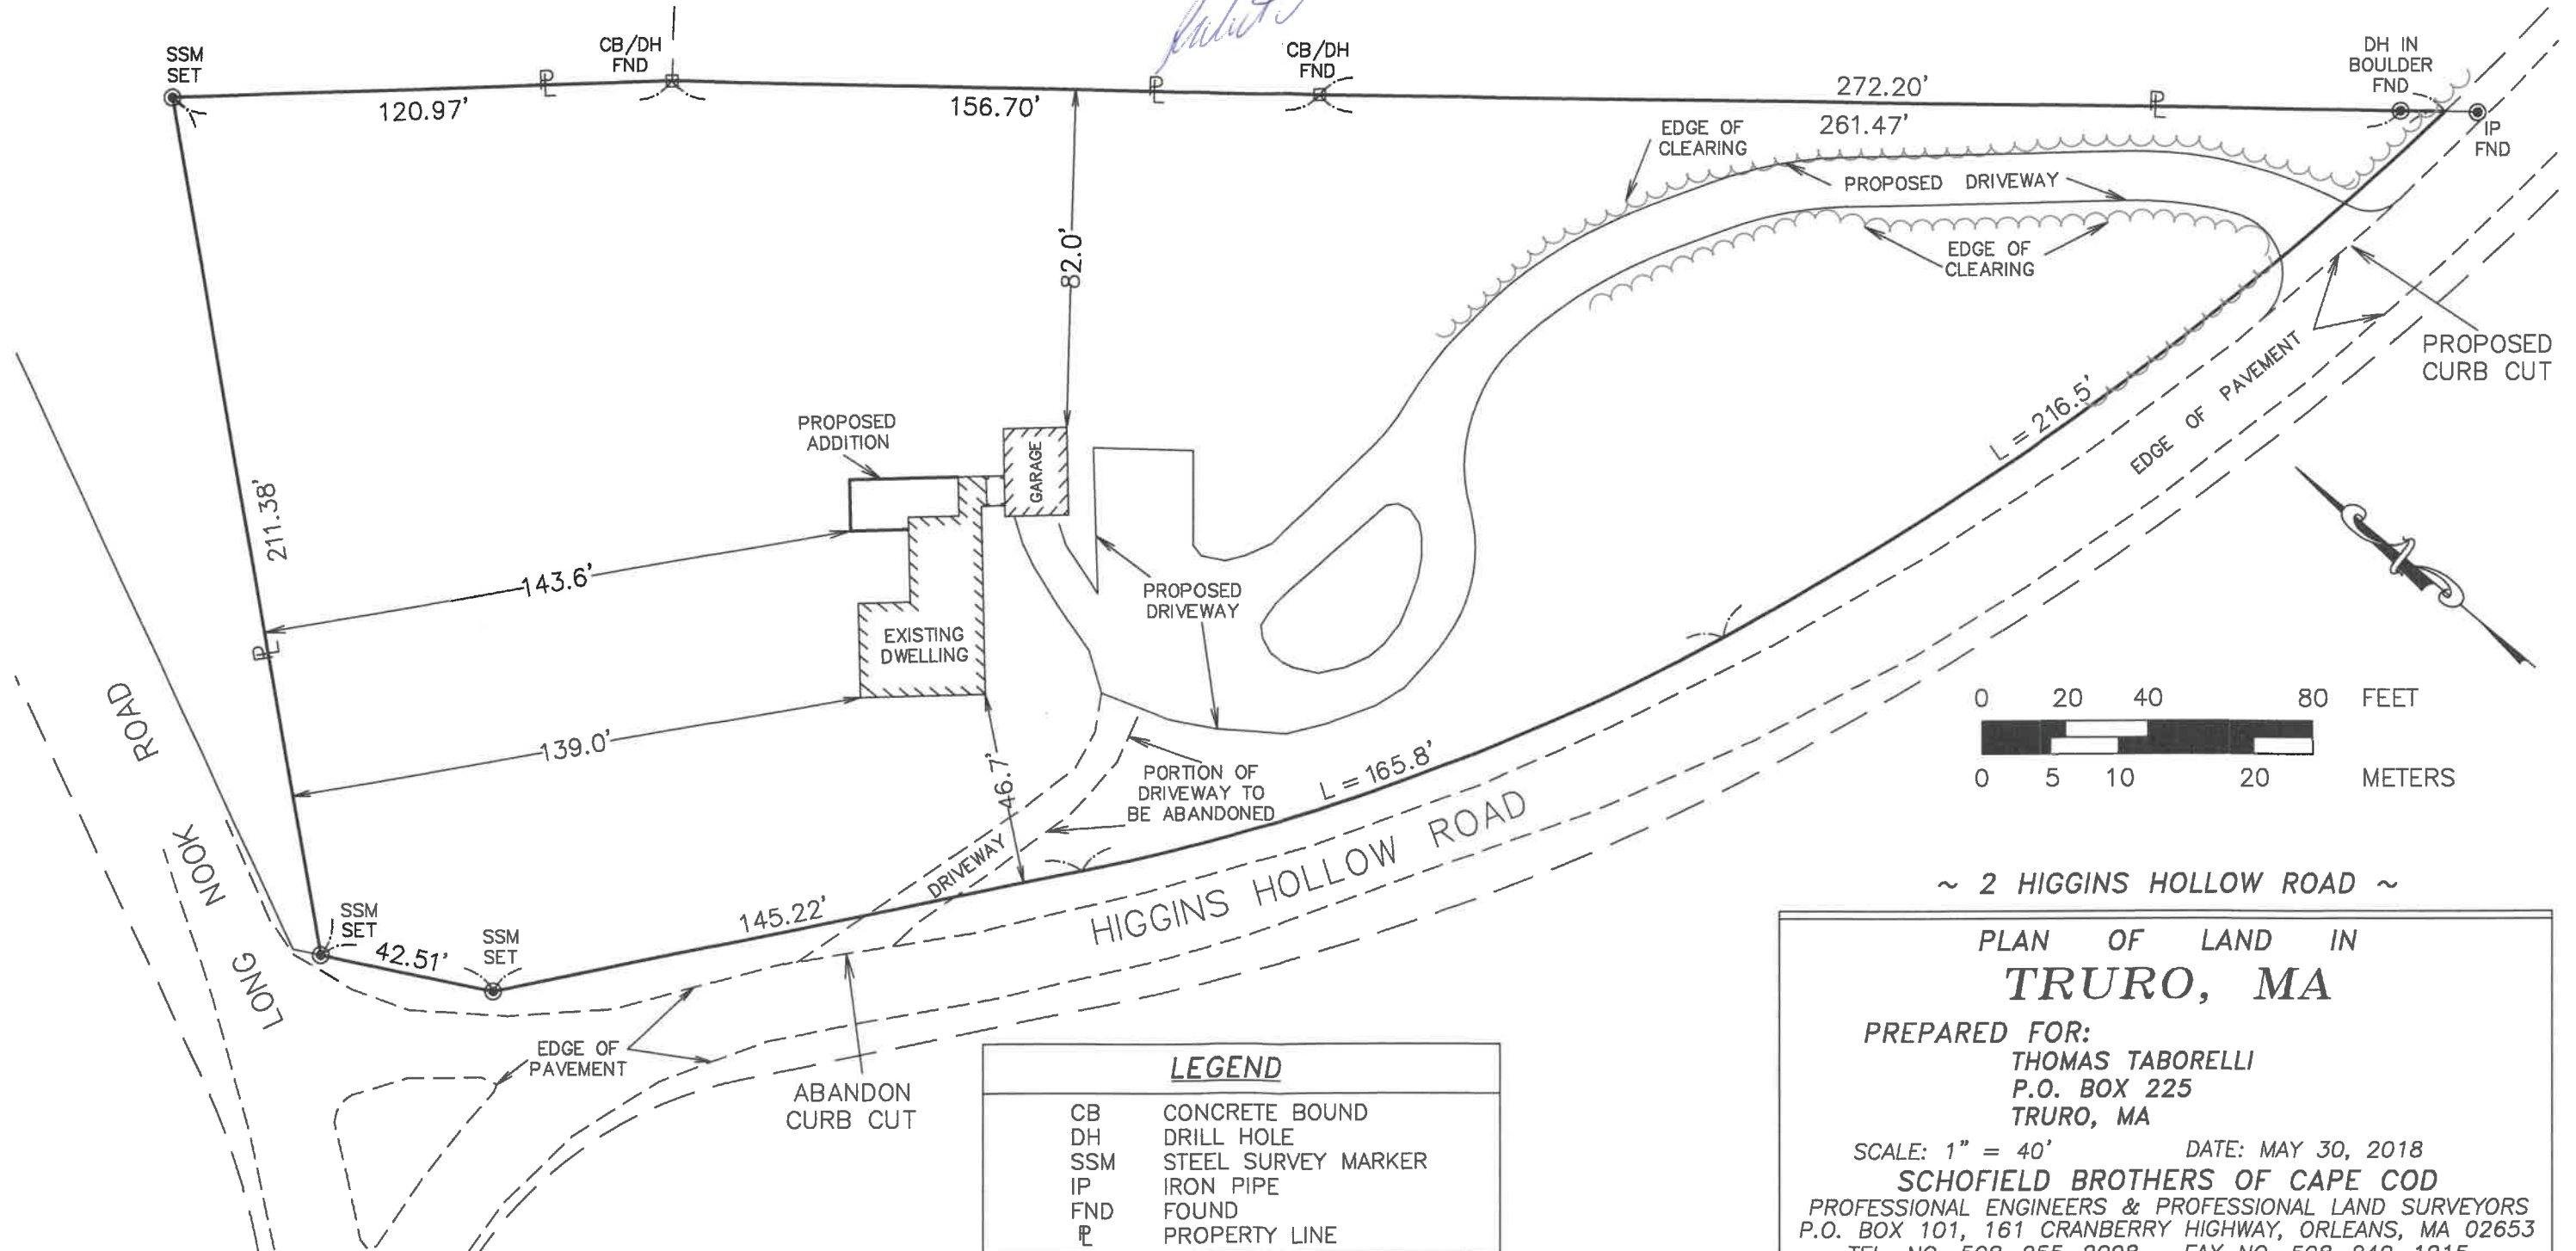 SSM
SET
CB/DH
FND
CB/DH
FND
DH IN
BOULDER
FND
IP
FND
120.97'
156.70'
272.20'
261.47'
EDGE OF
CLEARING
PROPOSED DRIVEWAY
EDGE OF
CLEARING
82.0'
PROPOSED
CURB CUT
EDGE OF PAVEMENT
L = 216.5'
PROPOSED
ADDITION
GARAGE
211.38'
143.6'
PROPOSED
DRIVEWAY
EXISTING
DWELLING
139.0'
46.7'
PORTION OF
DRIVEWAY TO
BE ABANDONED
L = 165.8'
DRIVEWAY
HIGGINS HOLLOW ROAD
LONG NOOK ROAD
SSM
SET
42.51'
SSM
SET
145.22'
EDGE OF
PAVEMENT
ABANDON
CURB CUT
0 20 40 80 FEET
0 5 10 20 METERS
LEGEND
CB CONCRETE BOUND
DH DRILL HOLE
SSM STEEL SURVEY MARKER
IP IRON PIPE
FND FOUND
PL PROPERTY LINE
~ 2 HIGGINS HOLLOW ROAD ~
PLAN OF LAND IN
TRURO, MA
PREPARED FOR:
THOMAS TABORELLI
P.O. BOX 225
TRURO, MA
SCALE: 1" = 40' DATE: MAY 30, 2018
SCHOFIELD BROTHERS OF CAPE COD
PROFESSIONAL ENGINEERS & PROFESSIONAL LAND SURVEYORS
P.O. BOX 101, 161 CRANBERRY HIGHWAY, ORLEANS, MA 02653